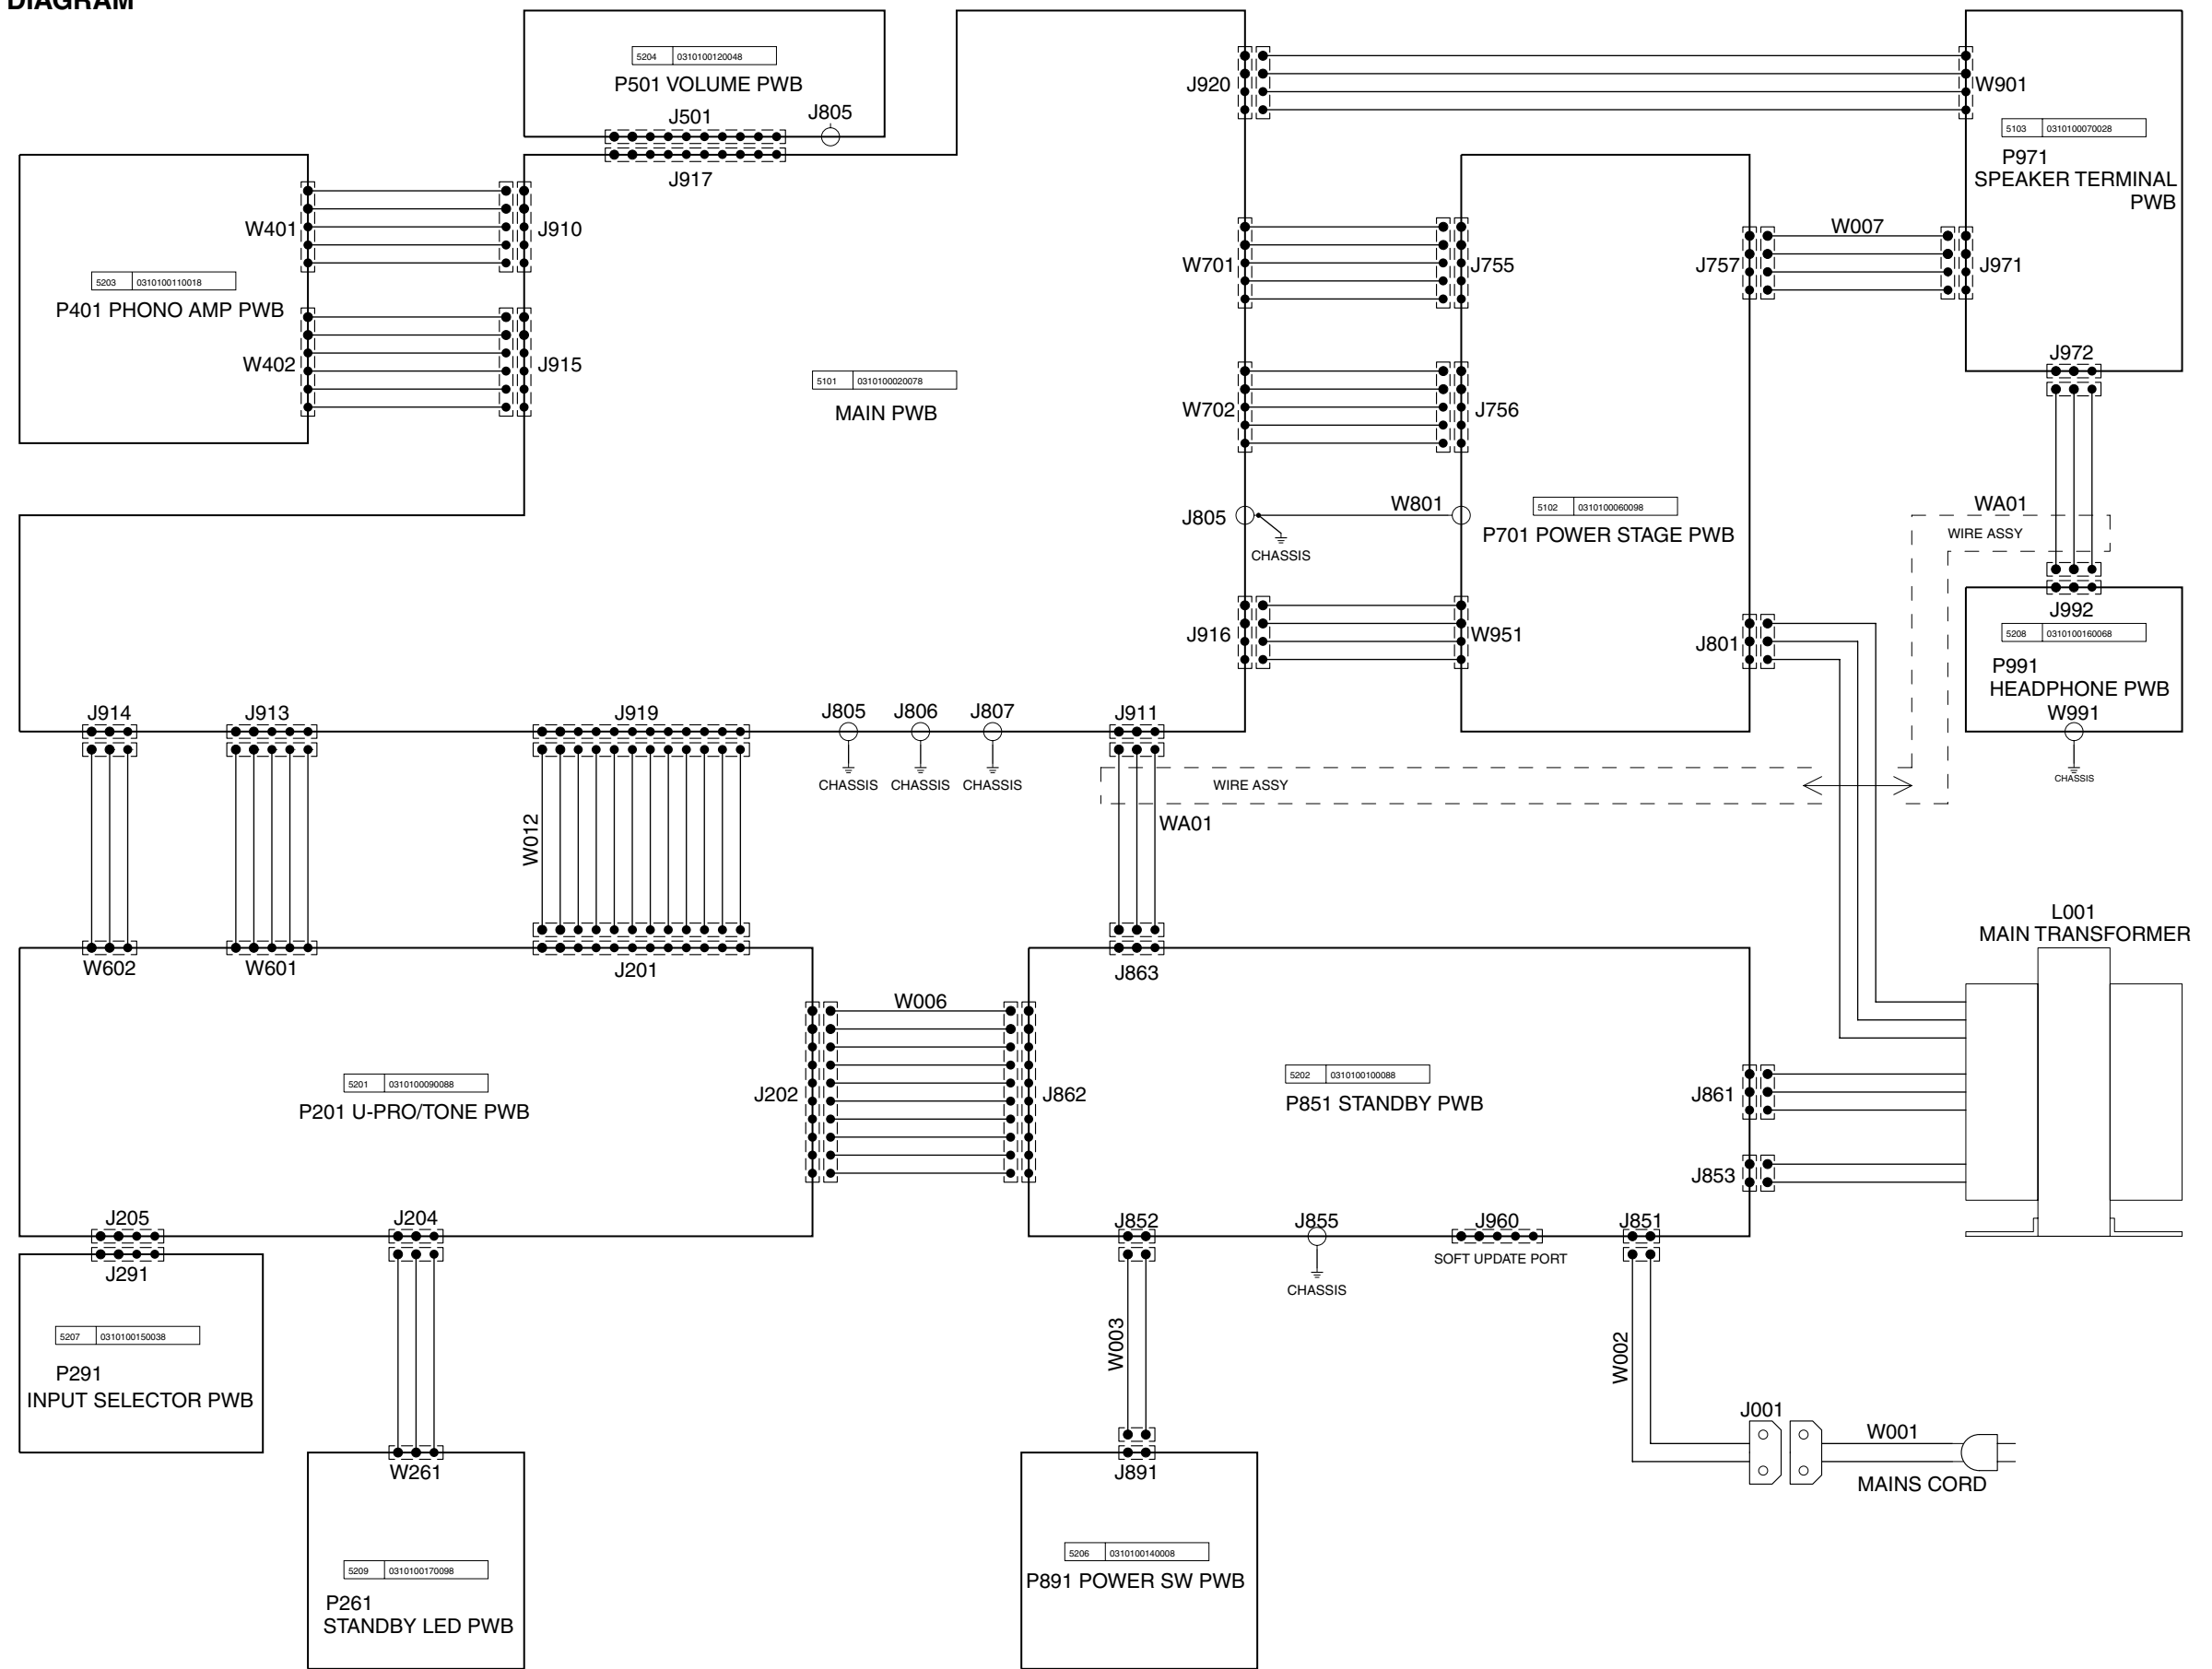 DIAGRAM
5204 0310100120048
P501 VOLUME PWB
J501
J805
J917
J920
W901
5103 0310100070028
P971
SPEAKER TERMINAL
PWB
W401
J910
5203 0310100110018
P401 PHONO AMP PWB
W402
J915
5101 0310100020078
MAIN PWB
W701
J755
J757
W007
J971
W702
J756
J972
J805
W801
CHASSIS
5102 0310100060098
P701 POWER STAGE PWB
WA01
WIRE ASSY
J916
W951
J801
J992
5208 0310100160068
P991
HEADPHONE PWB
W991
CHASSIS
J914
J913
J919
J805
J806
J807
J911
CHASSIS
CHASSIS
CHASSIS
WIRE ASSY
W012
WA01
L001
MAIN TRANSFORMER
W602
W601
J201
J863
W006
5201 0310100090088
P201 U-PRO/TONE PWB
J202
J862
5202 0310100100088
P851 STANDBY PWB
J861
J853
J205
J204
J852
J855
J960
J851
J291
CHASSIS
SOFT UPDATE PORT
5207 0310100150038
P291
INPUT SELECTOR PWB
W003
W002
J001
W001
MAINS CORD
W261
J891
5209 0310100170098
P261
STANDBY LED PWB
5206 0310100140008
P891 POWER SW PWB